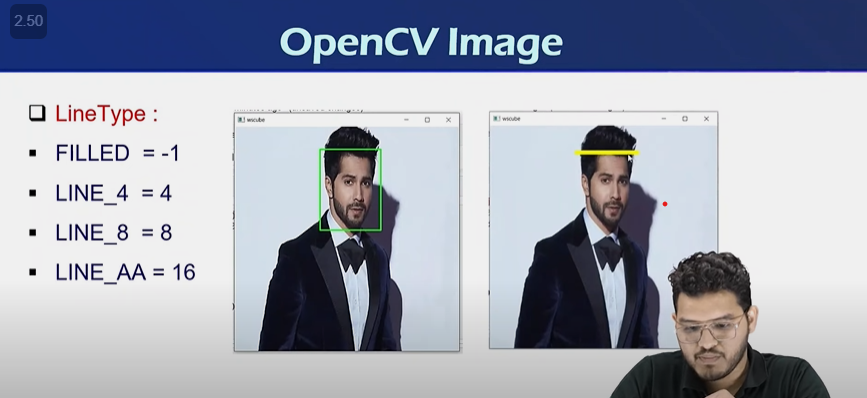 2.50
OpenCV Image
LineType :
FILLED = -1
LINE_4 = 4
LINE_8 = 8
LINE_AA = 16
wscube
wscube